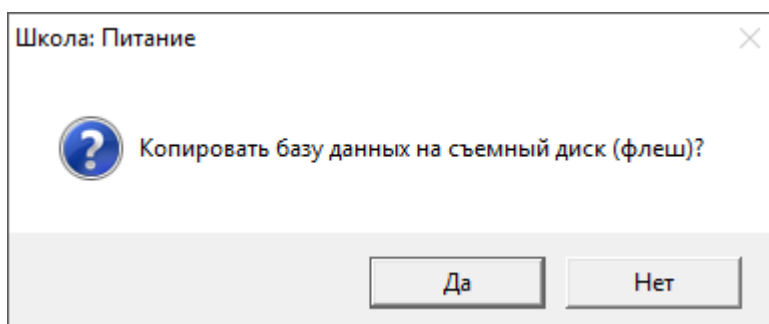 Школа: Питание
Копировать базу данных на съемный диск (флеш)?
Да
Нет